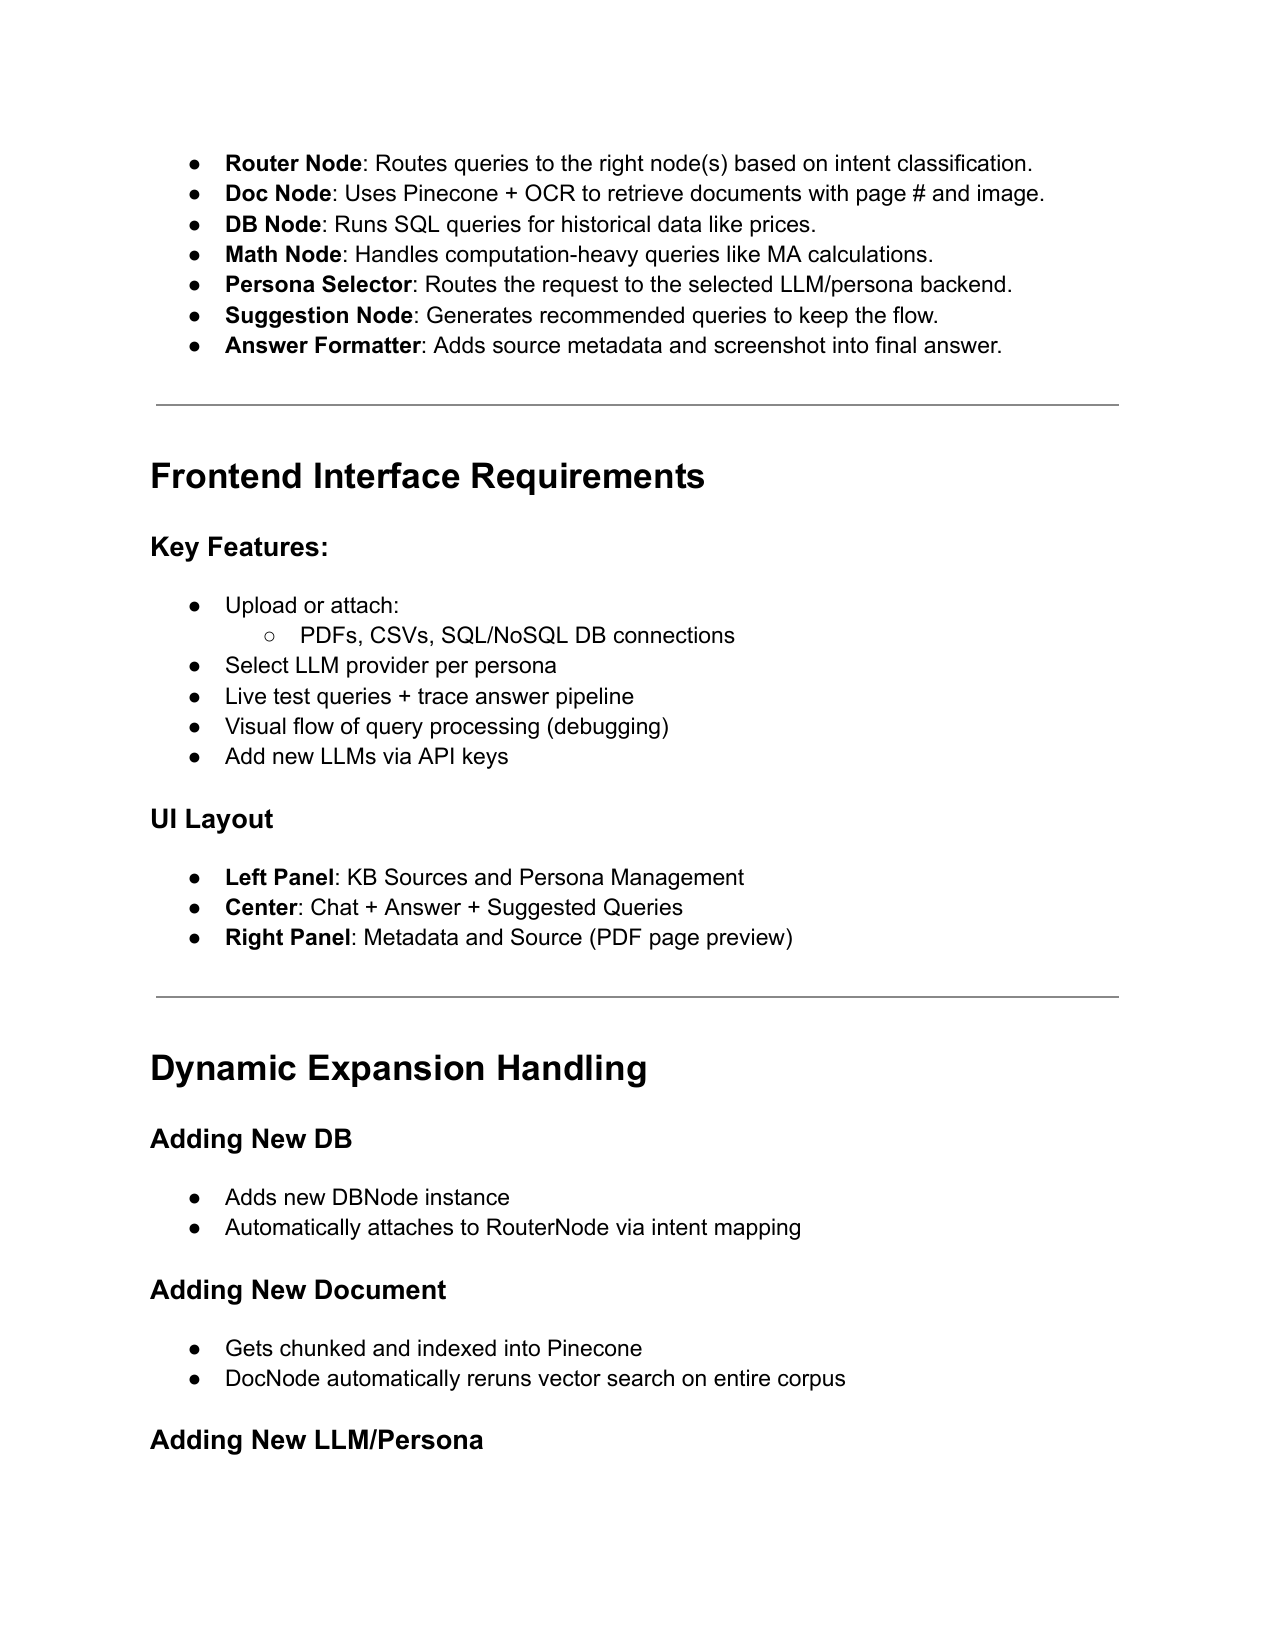 ● Router Node: Routes queries to the right node(s) based on intent classification.
● Doc Node: Uses Pinecone + OCR to retrieve documents with page # and image.
● DB Node: Runs SQL queries for historical data like prices.
● Math Node: Handles computation-heavy queries like MA calculations.
● Persona Selector: Routes the request to the selected LLM/persona backend.
● Suggestion Node: Generates recommended queries to keep the flow.
● Answer Formatter: Adds source metadata and screenshot into final answer.
Frontend Interface Requirements
Key Features:
● Upload or attach:
○ PDFs, CSVs, SQL/NoSQL DB connections
● Select LLM provider per persona
● Live test queries + trace answer pipeline
● Visual flow of query processing (debugging)
● Add new LLMs via API keys
UI Layout
● Left Panel: KB Sources and Persona Management
● Center: Chat + Answer + Suggested Queries
● Right Panel: Metadata and Source (PDF page preview)
Dynamic Expansion Handling
Adding New DB
● Adds new DBNode instance
● Automatically attaches to RouterNode via intent mapping
Adding New Document
● Gets chunked and indexed into Pinecone
● DocNode automatically reruns vector search on entire corpus
Adding New LLM/Persona